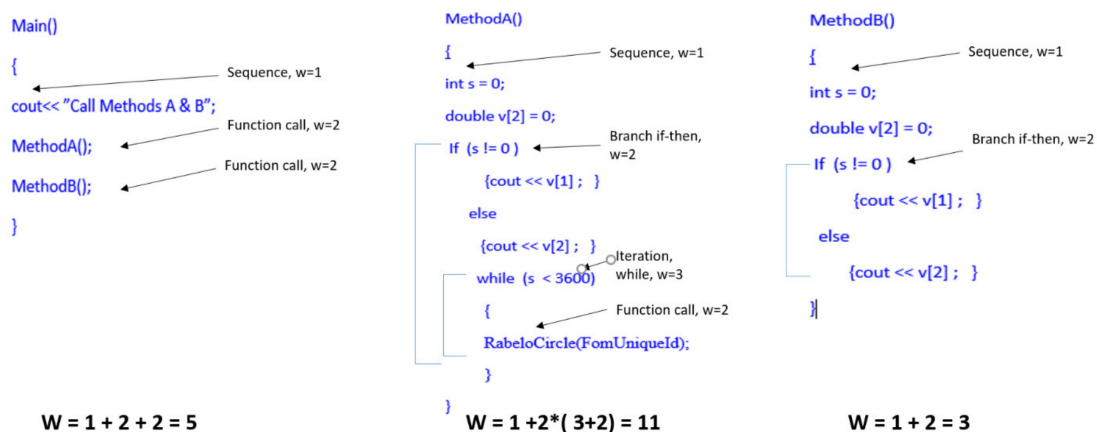 Main()
{
Sequence, w=1
cout<< ”Call Methods A & B”;
Function call, w=2
MethodA();
Function call, w=2
MethodB();
}
W = 1 + 2 + 2 = 5
MethodA()
{
Sequence, w=1
int s = 0;
double v[2] = 0;
Branch if-then,
w=2
If (s != 0 )
{cout << v[1] ; }
else
{cout << v[2] ; }
Iteration,
while, w=3
while (s < 3600)
{
Function call, w=2
RabeloCircle(FomUniqueId);
}
}
W = 1 +2*( 3+2) = 11
MethodB()
{
Sequence, w=1
int s = 0;
double v[2] = 0;
Branch if-then, w=2
If (s != 0 )
{cout << v[1] ; }
else
{cout << v[2] ; }
}
W = 1 + 2 = 3